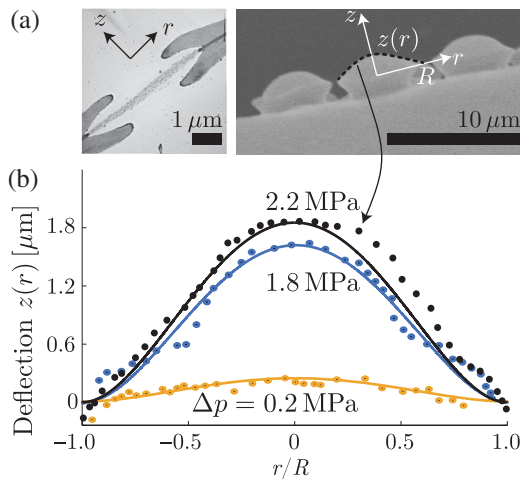 (a)
z
r
1 μm
z
z(r)
r
R
10 μm
(b)
Deflection z(r) [μm]
1.8
1.2
0.6
0
2.2 MPa
1.8 MPa
Δp = 0.2 MPa
−1.0
−0.5
0
0.5
1.0
r/R